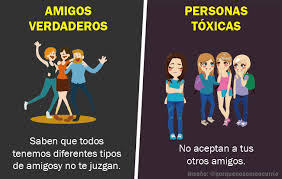 AMIGOS
VERDADEROS
Saben que todos
tenemos diferentes tipos
de amigosy no te juzgan.
PERSONAS
TÓXICAS
No aceptan a tus
otros amigos.